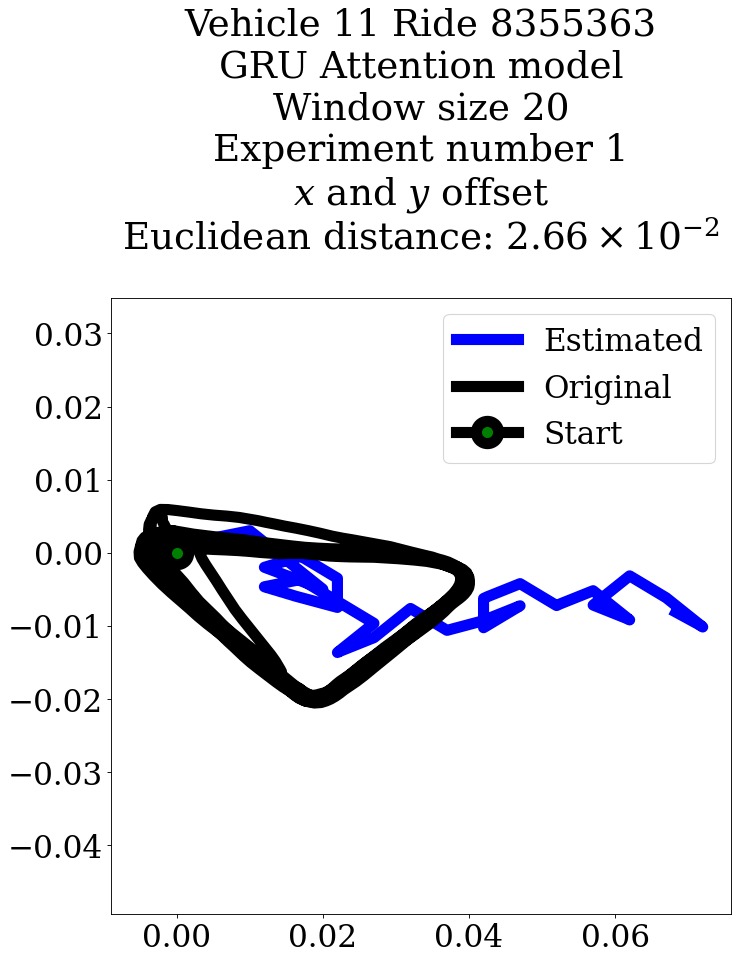 Vehicle 11 Ride 8355363
GRU Attention model
Window size 20
Experiment number 1
x and y offset
Euclidean distance: 2.66 × 10⁻²
Estimated
Original
Start
0.03
0.02
0.01
0.00
−0.01
−0.02
−0.03
−0.04
0.00 0.02 0.04 0.06